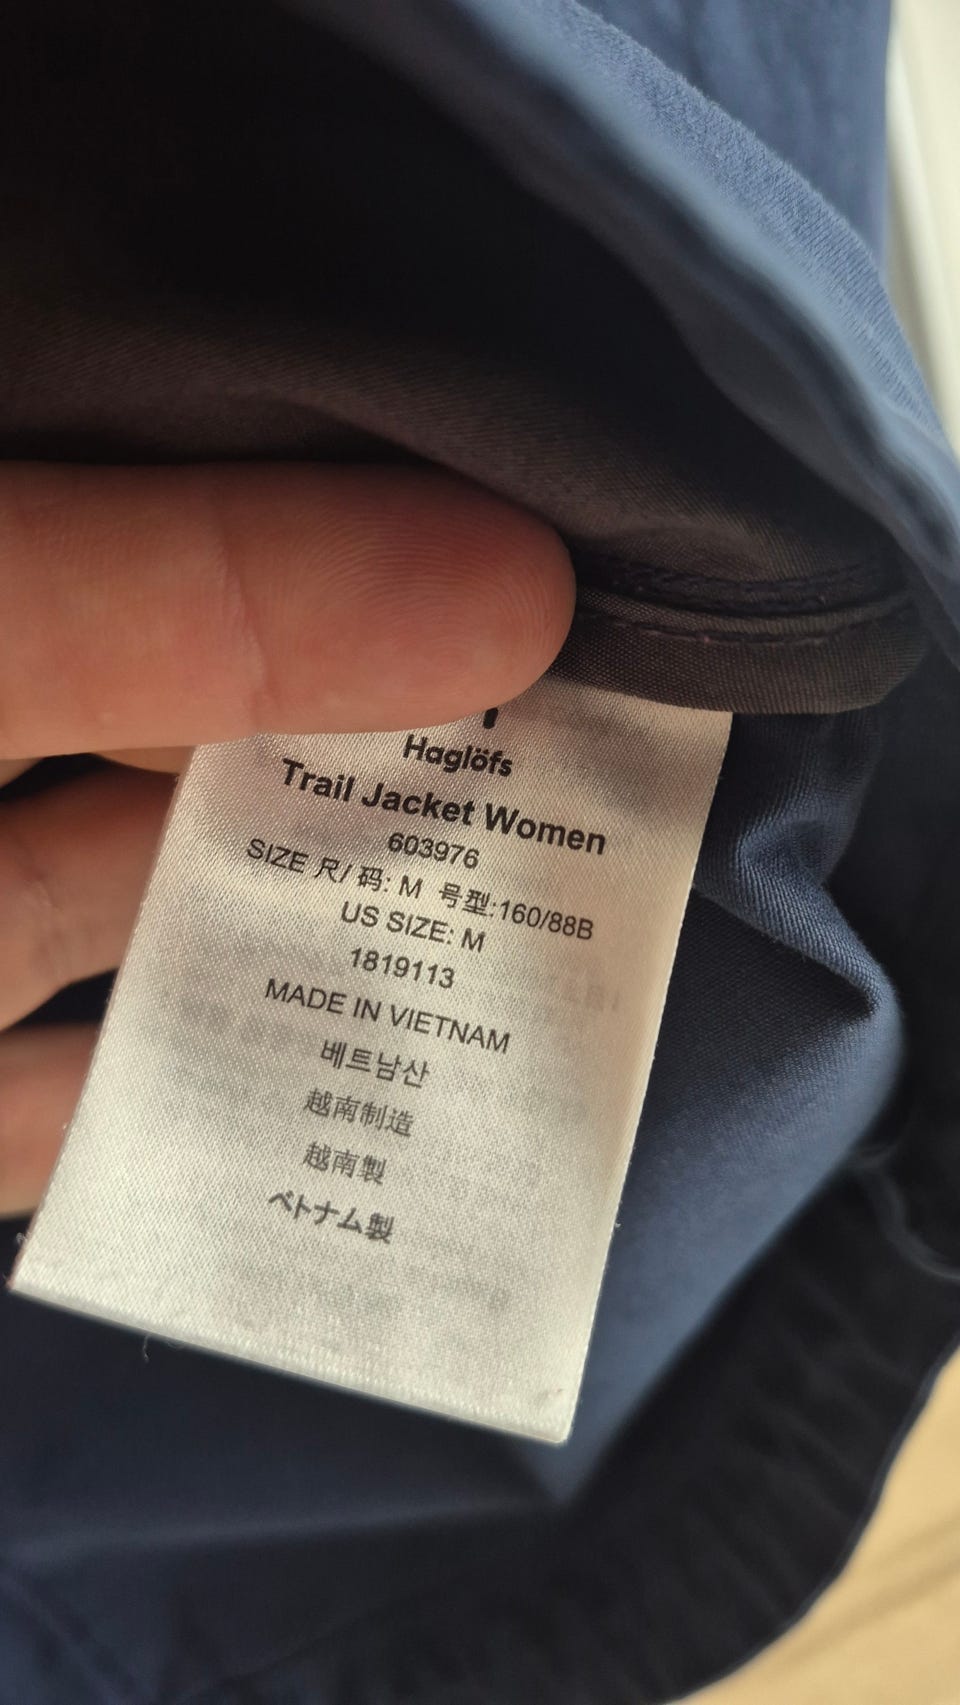 Haglöfs
Trail Jacket Women
603976
SIZE 尺/ 码: M 号型:160/88B
US SIZE: M
1819113
MADE IN VIETNAM
베트남산
越南制造
越南製
ベトナム製